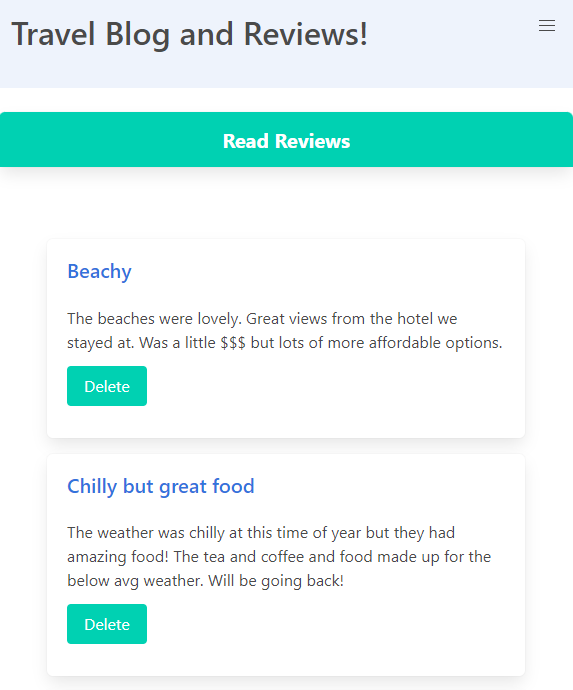 Travel Blog and Reviews!
Read Reviews
Beachy
The beaches were lovely. Great views from the hotel we
stayed at. Was a little $$$ but lots of more affordable options.
Delete
Chilly but great food
The weather was chilly at this time of year but they had
amazing food! The tea and coffee and food made up for the
below avg weather. Will be going back!
Delete